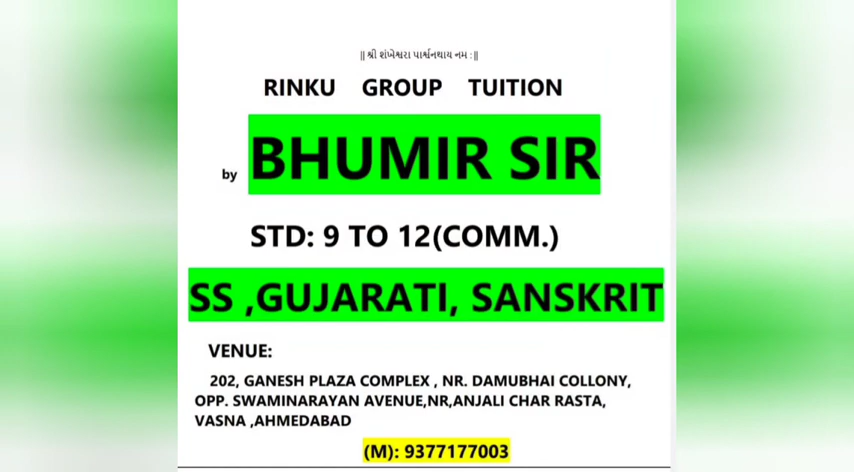 || શ્રી શંખેશ્વરા પાર્શ્વનથાય નમ : ||
RINKU GROUP TUITION
by BHUMIR SIR
STD: 9 TO 12(COMM.)
SS ,GUJARATI, SANSKRIT
VENUE:
202, GANESH PLAZA COMPLEX , NR. DAMUBHAI COLLONY,
OPP. SWAMINARAYAN AVENUE,NR,ANJALI CHAR RASTA,
VASNA ,AHMEDABAD
(M): 9377177003